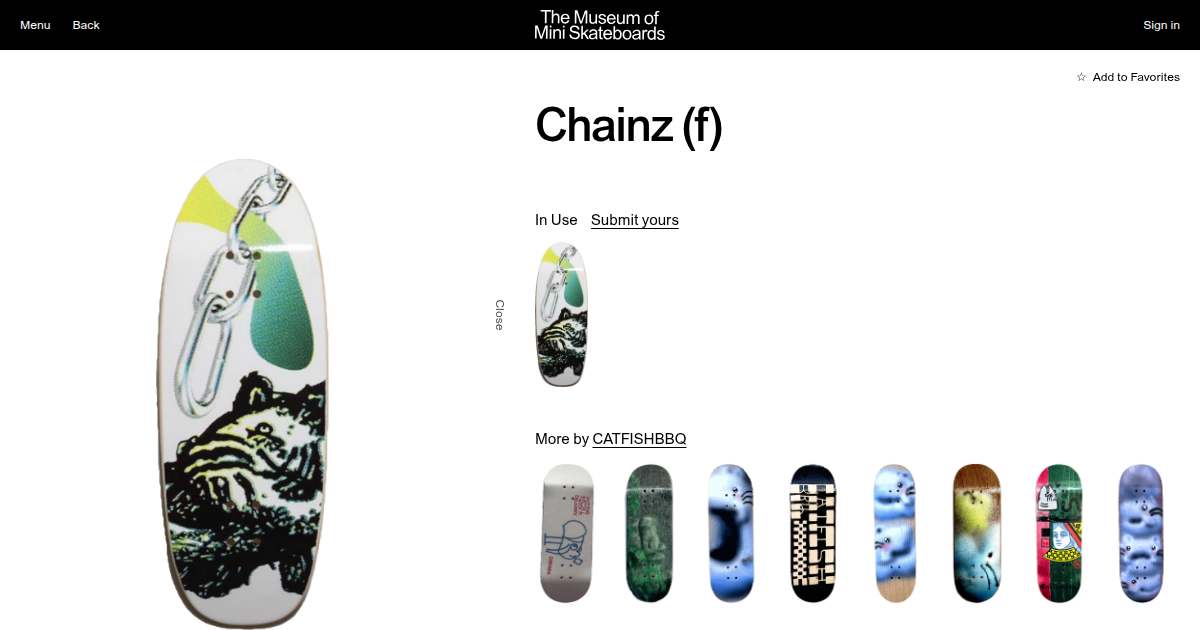 Menu
Back
The Museum of
Mini Skateboards
Sign in
☆ Add to Favorites
Chainz (f)
In Use
Submit yours
Close
More by CATFISHBBQ